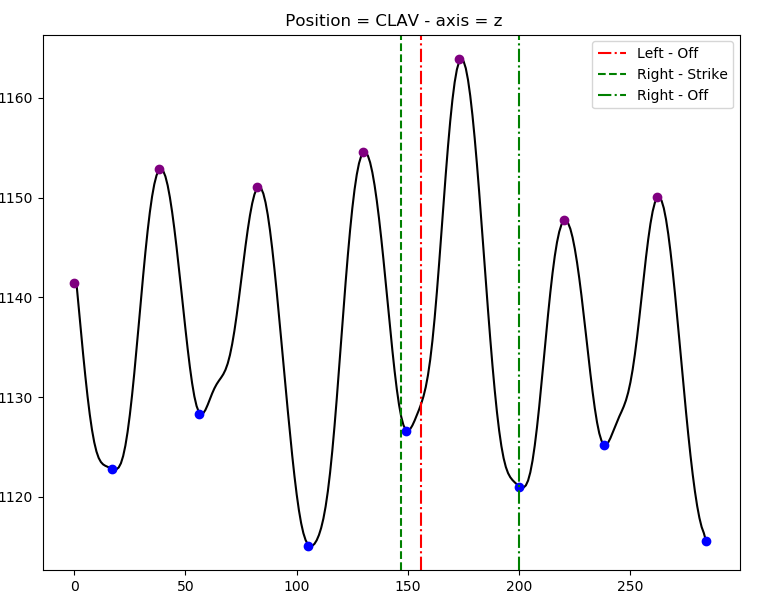 Position = CLAV - axis = z
Left - Off
Right - Strike
Right - Off
1160
1150
1140
1130
1120
0 50 100 150 200 250